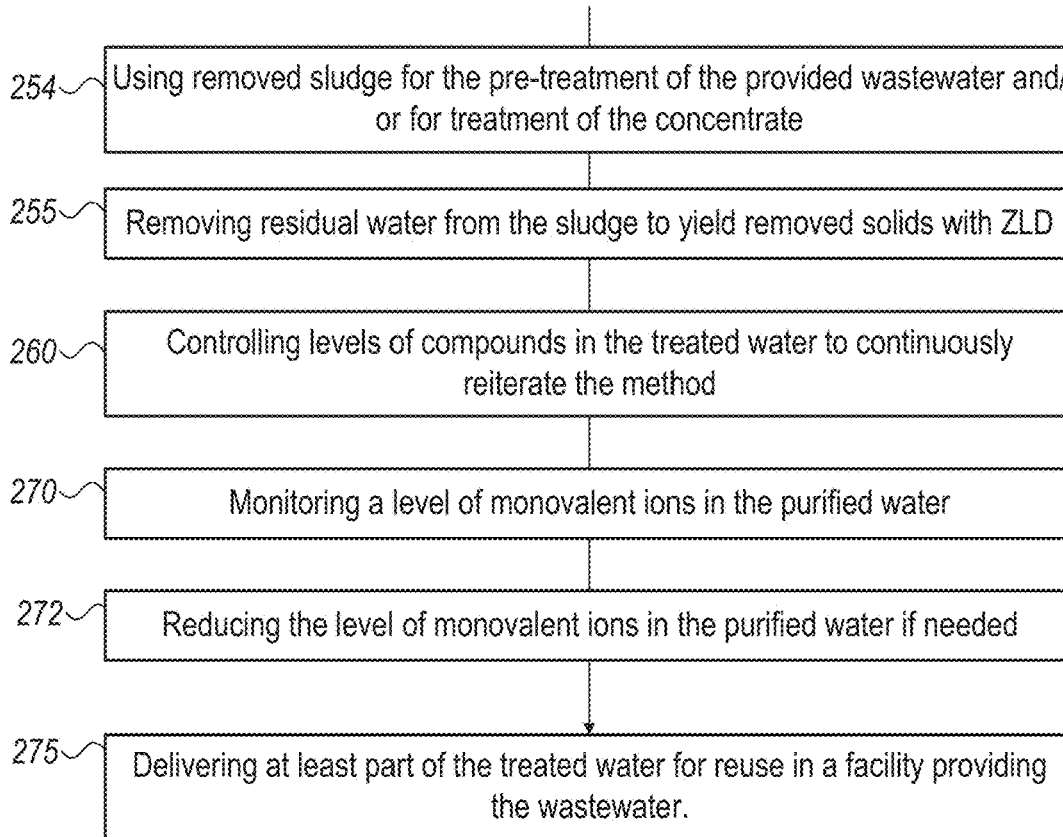 254 Using removed sludge for the pre-treatment of the provided wastewater and/
or for treatment of the concentrate
255 Removing residual water from the sludge to yield removed solids with ZLD
260 Controlling levels of compounds in the treated water to continuously
reiterate the method
270 Monitoring a level of monovalent ions in the purified water
272 Reducing the level of monovalent ions in the purified water if needed
275 Delivering at least part of the treated water for reuse in a facility providing
the wastewater.